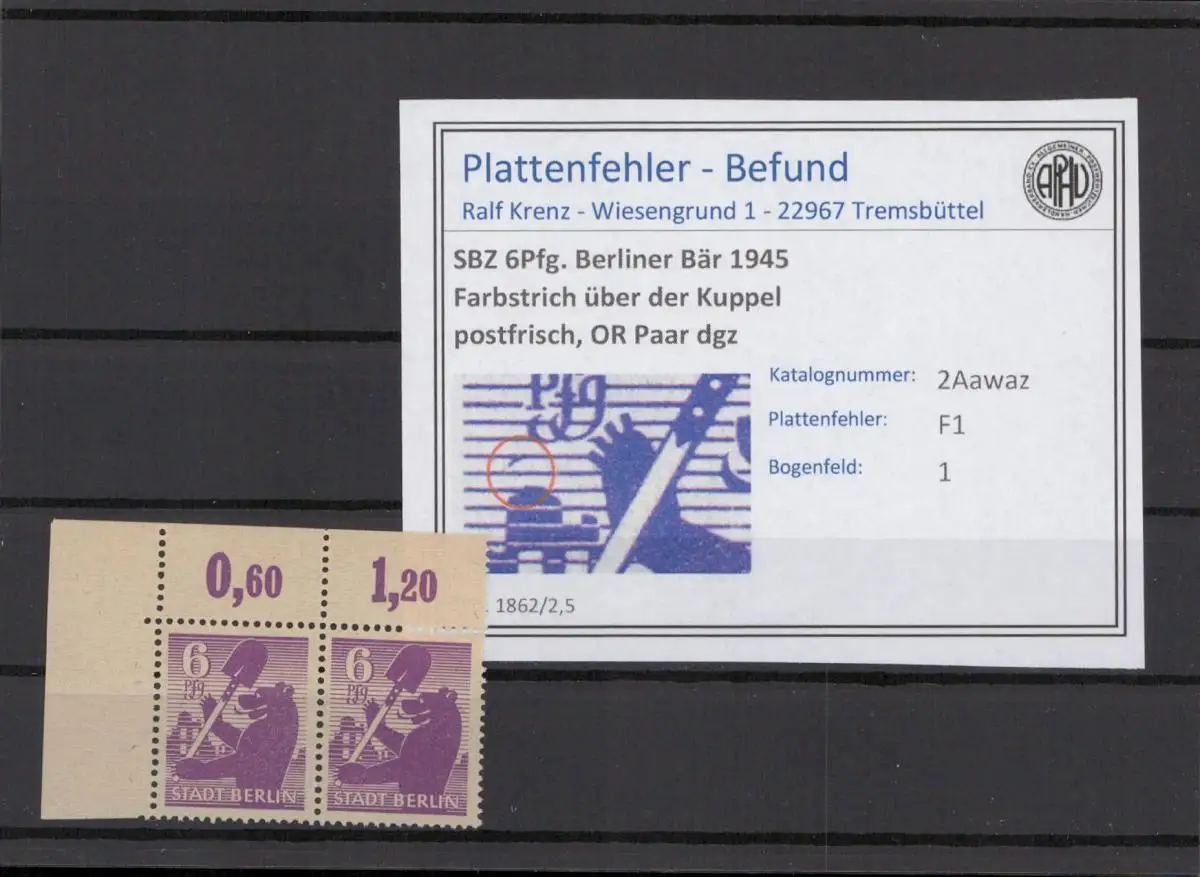 Plattenfehler - Befund
Ralf Krenz - Wiesengrund 1 - 22967 Tremsbüttel
APHV
SBZ 6Pfg. Berliner Bär 1945
Farbstrich über der Kuppel
postfrisch, OR Paar dgz
Pfg
Katalognummer: 2Aawaz
Plattenfehler: F1
Bogenfeld: 1
. 1862/2,5
0,60 1,20
6 6
Pfg Pfg
STADT BERLIN STADT BERLIN